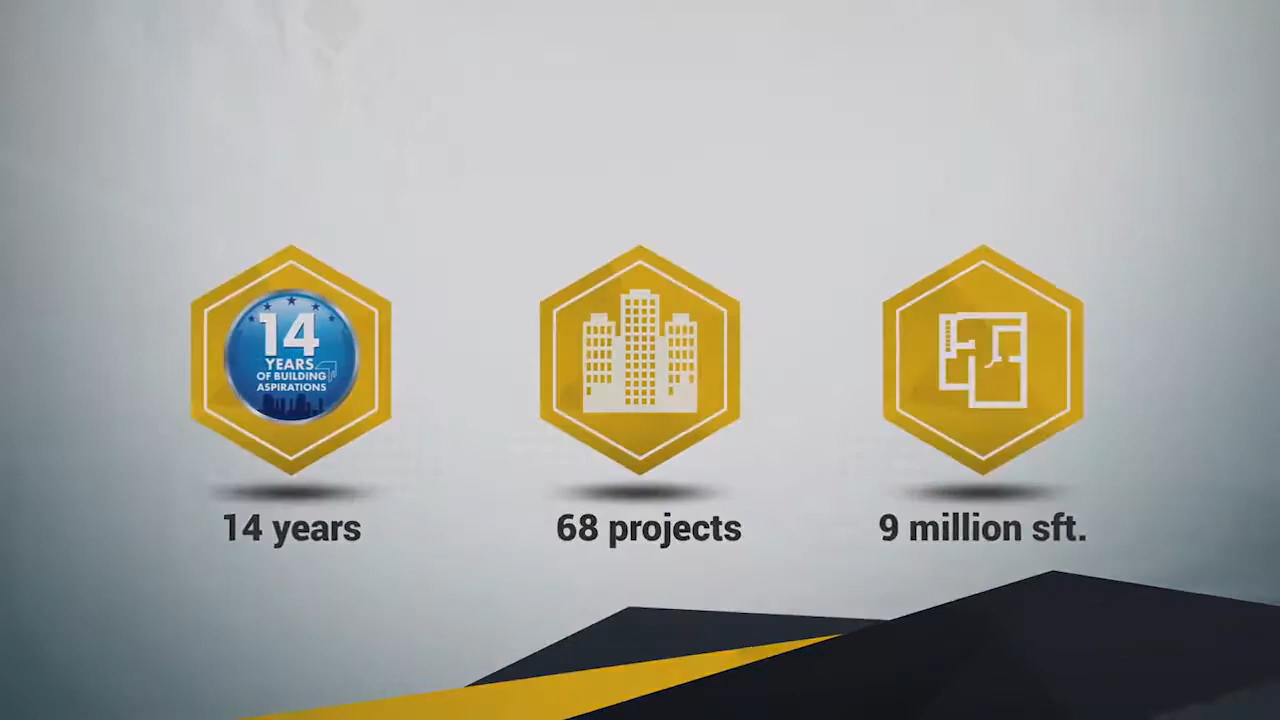 14
YEARS
OF BUILDING
ASPIRATIONS
14 years
68 projects
9 million sft.